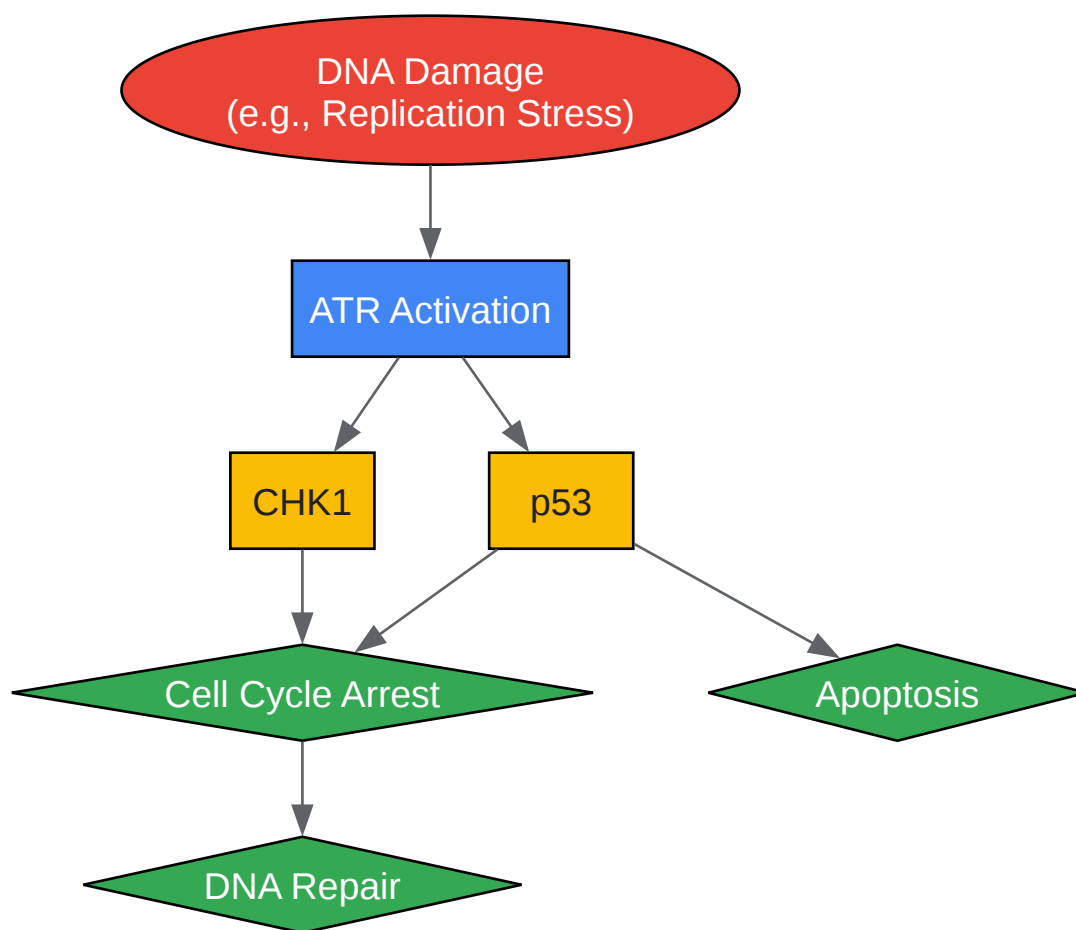 DNA Damage
(e.g., Replication Stress)
ATR Activation
CHK1
p53
Cell Cycle Arrest
Apoptosis
DNA Repair